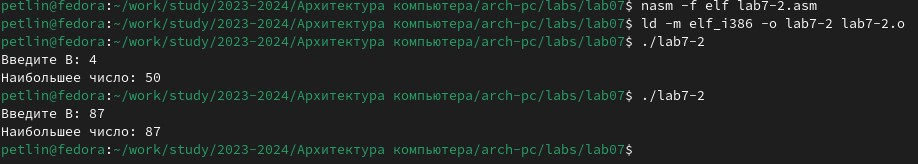 petlin@fedora:~/work/study/2023-2024/Архитектура компьютера/arch-pc/labs/lab07$ nasm -f elf lab7-2.asm
petlin@fedora:~/work/study/2023-2024/Архитектура компьютера/arch-pc/labs/lab07$ ld -m elf_i386 -o lab7-2 lab7-2.o
petlin@fedora:~/work/study/2023-2024/Архитектура компьютера/arch-pc/labs/lab07$ ./lab7-2
Введите B: 4
Наибольшее число: 50
petlin@fedora:~/work/study/2023-2024/Архитектура компьютера/arch-pc/labs/lab07$ ./lab7-2
Введите B: 87
Наибольшее число: 87
petlin@fedora:~/work/study/2023-2024/Архитектура компьютера/arch-pc/labs/lab07$